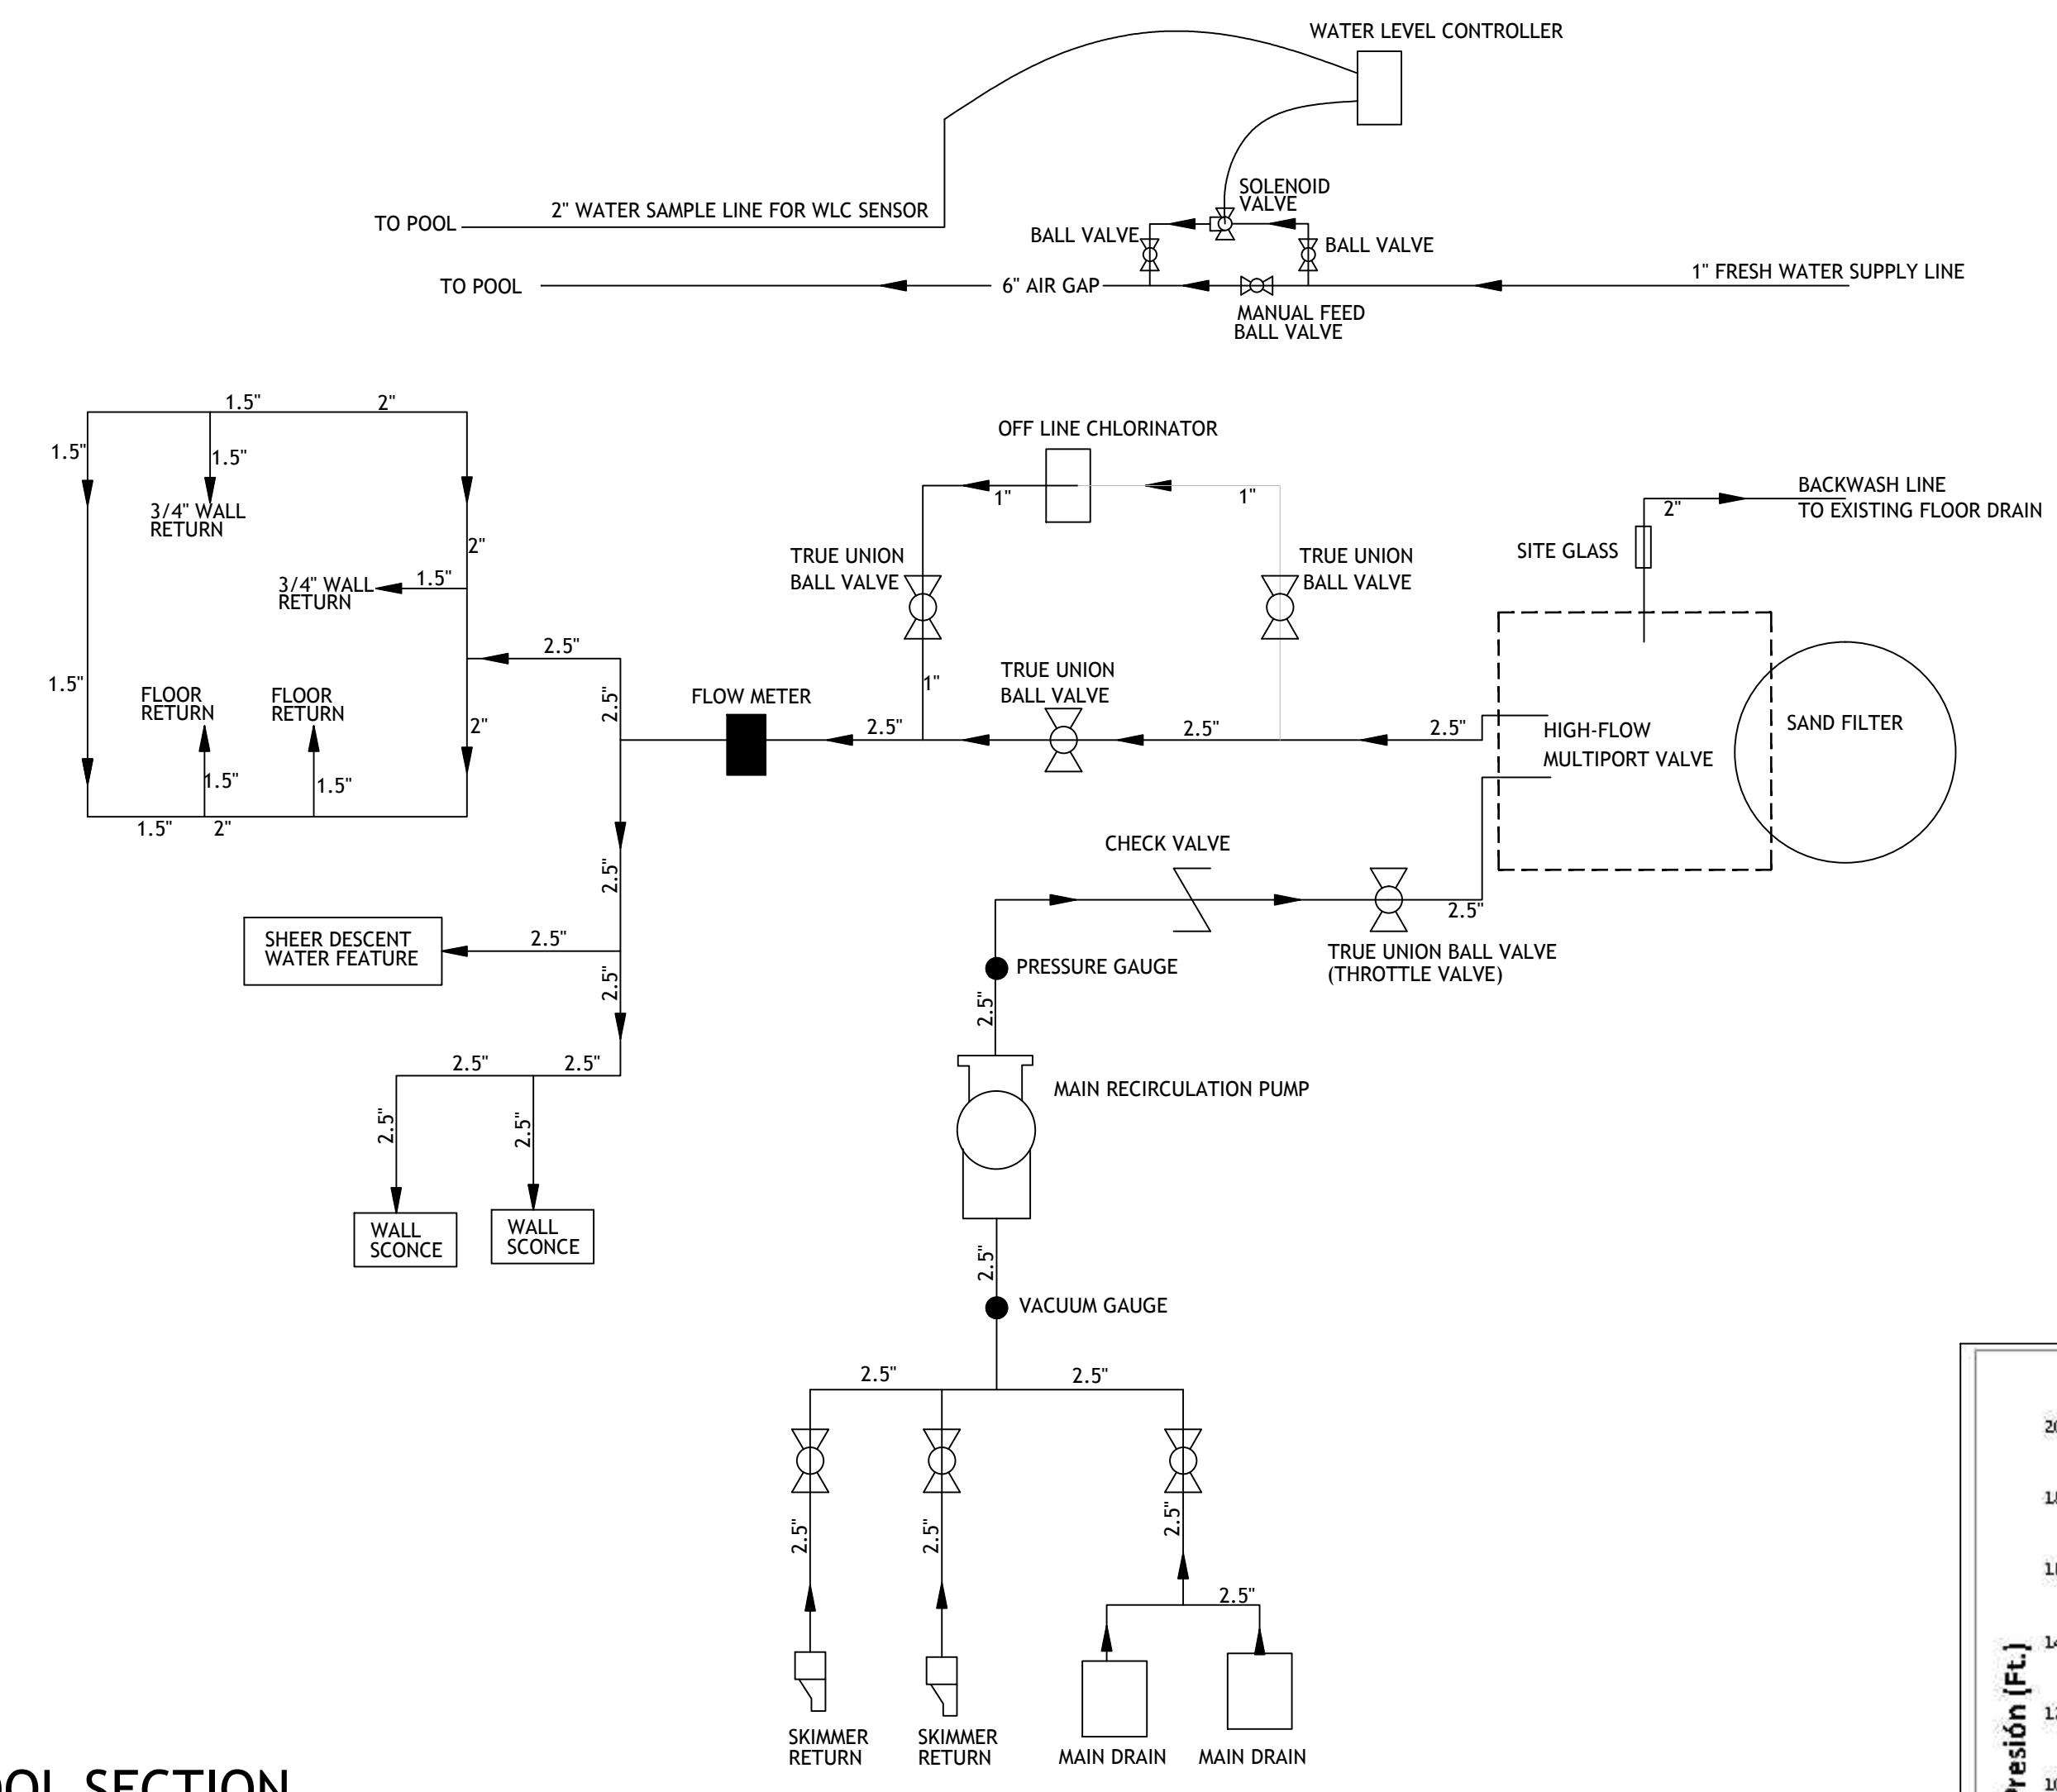 WATER LEVEL CONTROLLER
SOLENOID
VALVE
2" WATER SAMPLE LINE FOR WLC SENSOR
TO POOL
BALL VALVE
BALL VALVE
1" FRESH WATER SUPPLY LINE
TO POOL
6" AIR GAP
MANUAL FEED
BALL VALVE
1.5"
2"
1.5"
1.5"
3/4" WALL
RETURN
2"
3/4" WALL
RETURN
1.5"
2.5"
1.5"
FLOOR
RETURN
FLOOR
RETURN
2"
1.5"
1.5"
1.5"
2"
2.5"
OFF LINE CHLORINATOR
1"
1"
TRUE UNION
BALL VALVE
TRUE UNION
BALL VALVE
1"
TRUE UNION
BALL VALVE
FLOW METER
2.5"
2.5"
2.5"
BACKWASH LINE
TO EXISTING FLOOR DRAIN
2"
SITE GLASS
HIGH-FLOW
MULTIPORT VALVE
SAND FILTER
CHECK VALVE
2.5"
TRUE UNION BALL VALVE
(THROTTLE VALVE)
PRESSURE GAUGE
2.5"
MAIN RECIRCULATION PUMP
2.5"
VACUUM GAUGE
2.5"
SHEER DESCENT
WATER FEATURE
2.5"
2.5"
2.5"
2.5"
2.5"
2.5"
WALL
SCONCE
WALL
SCONCE
2.5"
2.5"
2.5"
2.5"
2.5"
2.5"
SKIMMER
RETURN
SKIMMER
RETURN
MAIN DRAIN
MAIN DRAIN
OOL SECTION
resión (Ft.)